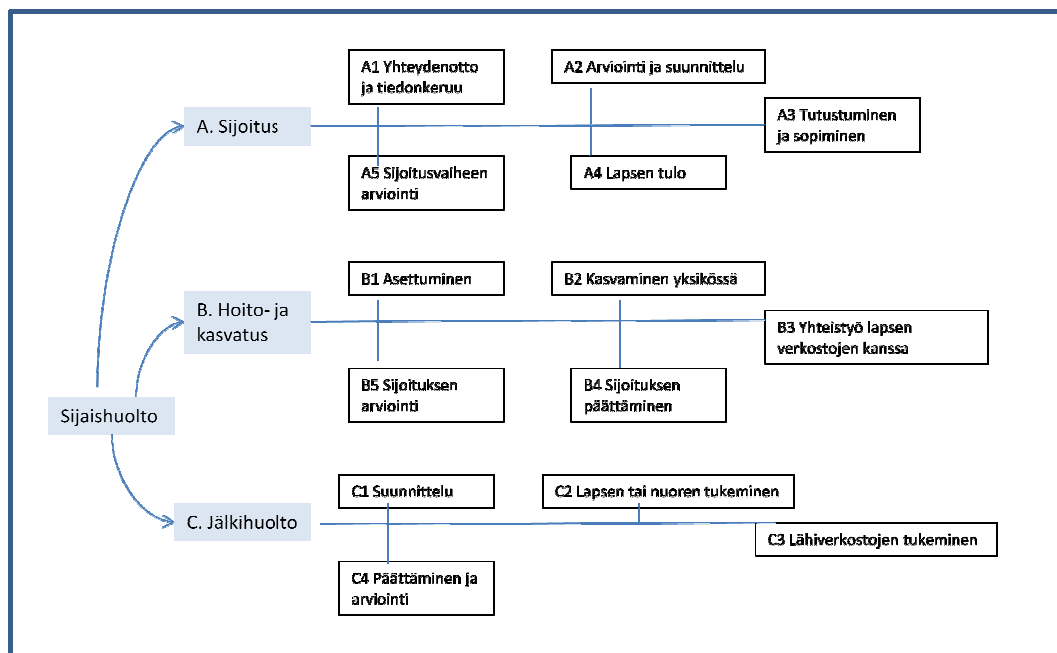 A1 Yhteydenotto
ja tiedonkeruu
A2 Arviointi ja suunnittelu
A. Sijoitus
A3 Tutustuminen
ja sopiminen
A5 Sijoitusvaiheen
arviointi
A4 Lapsen tulo
B1 Asettuminen
B2 Kasvaminen yksikössä
B. Hoito- ja
kasvatus
B3 Yhteistyö lapsen
verkostojen kanssa
B5 Sijoituksen
arviointi
B4 Sijoituksen
päättäminen
Sijaishuolto
C1 Suunnittelu
C2 Lapsen tai nuoren tukeminen
C. Jälkihuolto
C3 Lähiverkostojen tukeminen
C4 Päättäminen ja
arviointi